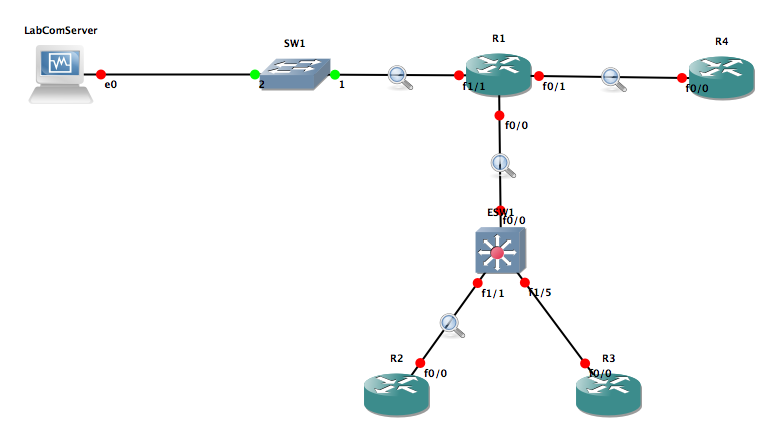 LabComServer
SW1
R1
R4
e0
2
1
f1/1
f0/1
f0/0
f0/0
ESW1
f0/0
f1/1
f1/5
R2
R3
f0/0
f0/0